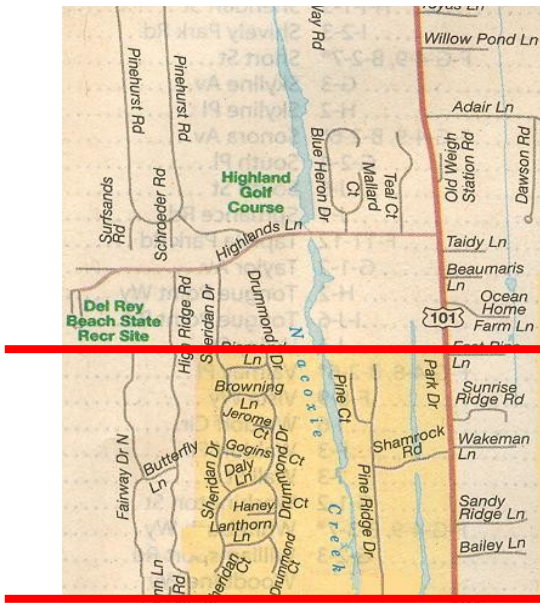 Way Rd
Willow Pond Ln
Adair Ln
Pinehurst Rd
Pinehurst Rd
Old Weigh
Station Rd
Dawson Rd
Blue Heron Dr
Mallard
Ct
Teal Ct
Highland
Golf
Course
Surfsands
Rd
Schroeder Rd
Highlands Ln
Taidy Ln
Beaumaris
Ln
Ocean
Home
Farm Ln
101
Del Rey
Beach State
Recr Site
High Ridge Rd
Sheridan Dr
Drummond Dr
Ln
Ln
Nacoxie
Creek
Park Dr
Browning
Ln
Jerome
Ct
Gogins
Ct
Daly
Ln
Haney
Ct
Lanthorn
Ln
Sheridan Dr
Drummond Dr
Sheridan
Ct
Drummond
Ct
Pine Ct
Pine Ridge Dr
Shamrock
Rd
Sunrise
Ridge Rd
Wakeman
Ln
Fairway Dr N
Butterfly
Ln
Sandy
Ridge Ln
Bailey Ln
Rd